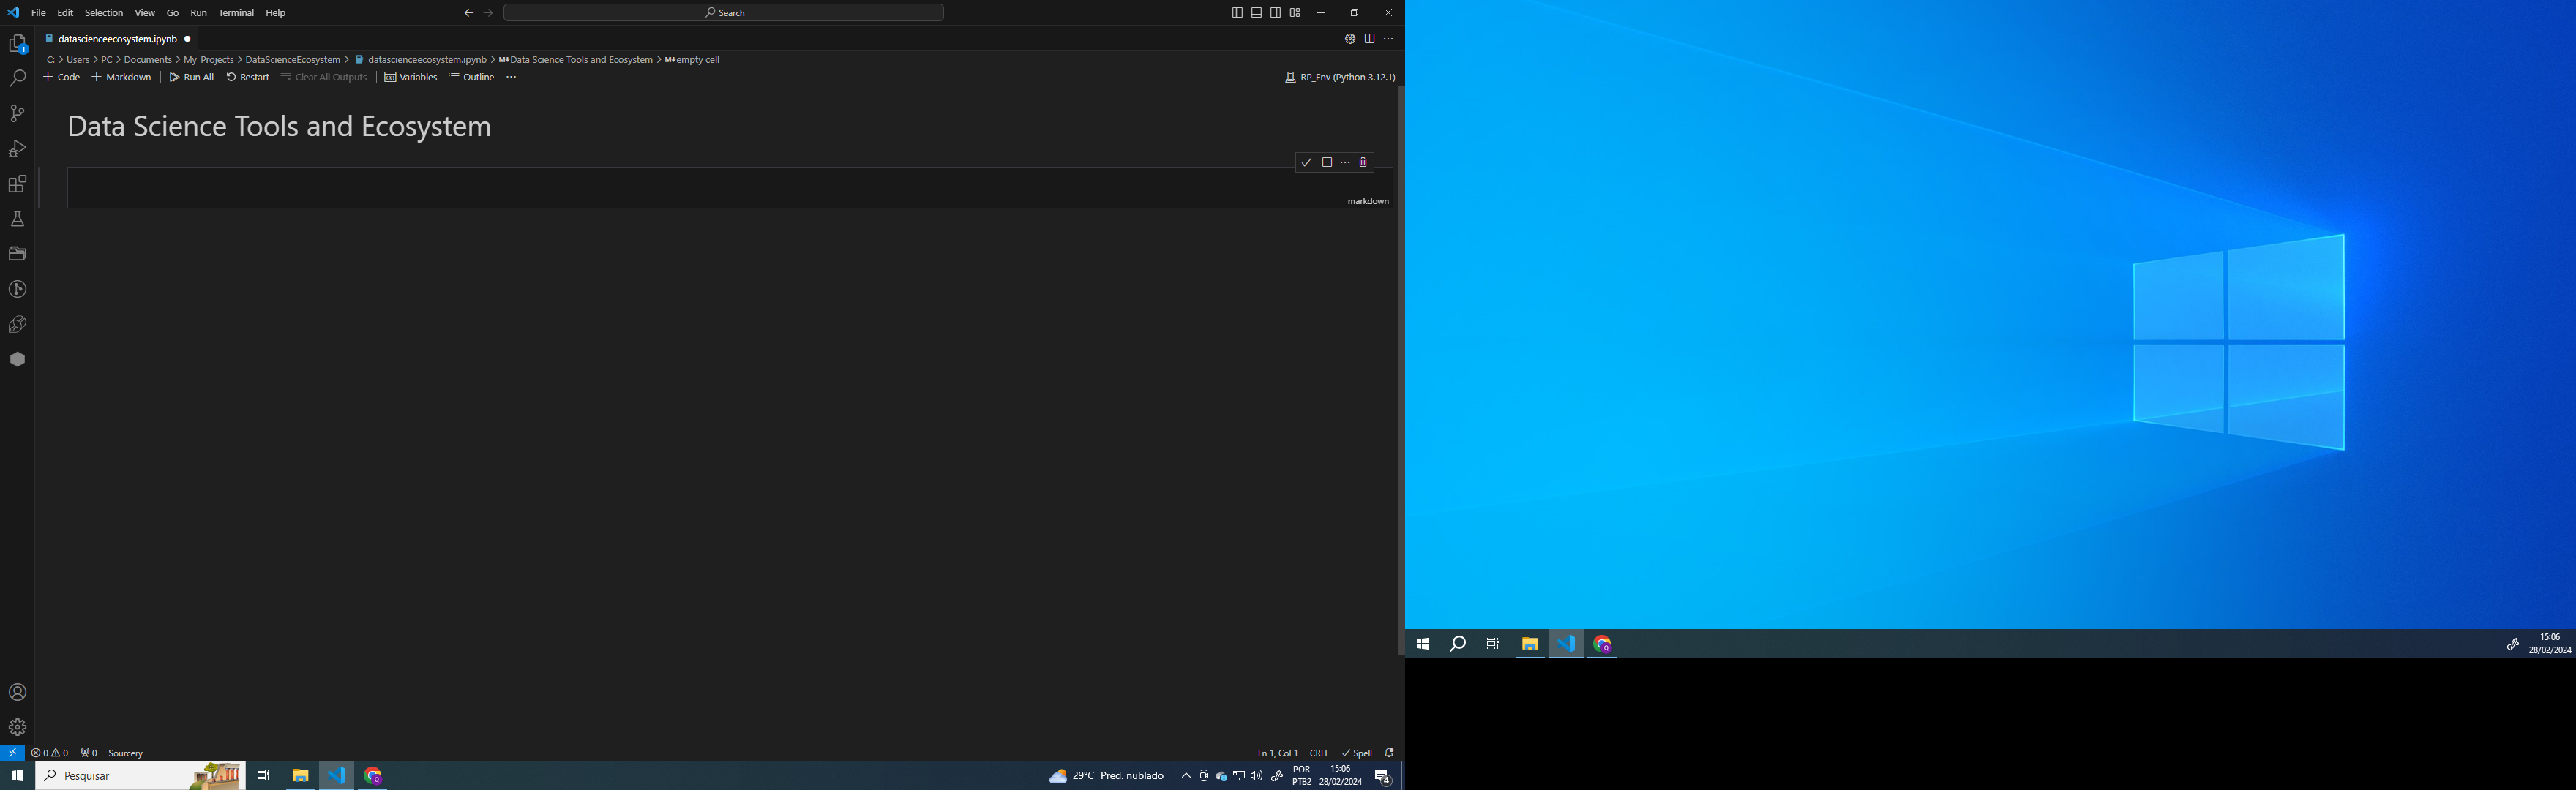 File Edit Selection View Go Run Terminal Help
Search
datascienceecosystem.ipynb
C: > Users > PC > Documents > My_Projects > DataScienceEcosystem > datascienceecosystem.ipynb > M↓Data Science Tools and Ecosystem > M↓empty cell
+ Code + Markdown | Run All Restart Clear All Outputs | Variables Outline ...
RP_Env (Python 3.12.1)
1
Data Science Tools and Ecosystem
markdown
0 0 0 Sourcery
Ln 1, Col 1 CRLF Spell
Pesquisar
29°C Pred. nublado
POR
PTB2
15:06
28/02/2024
4
15:06
28/02/2024